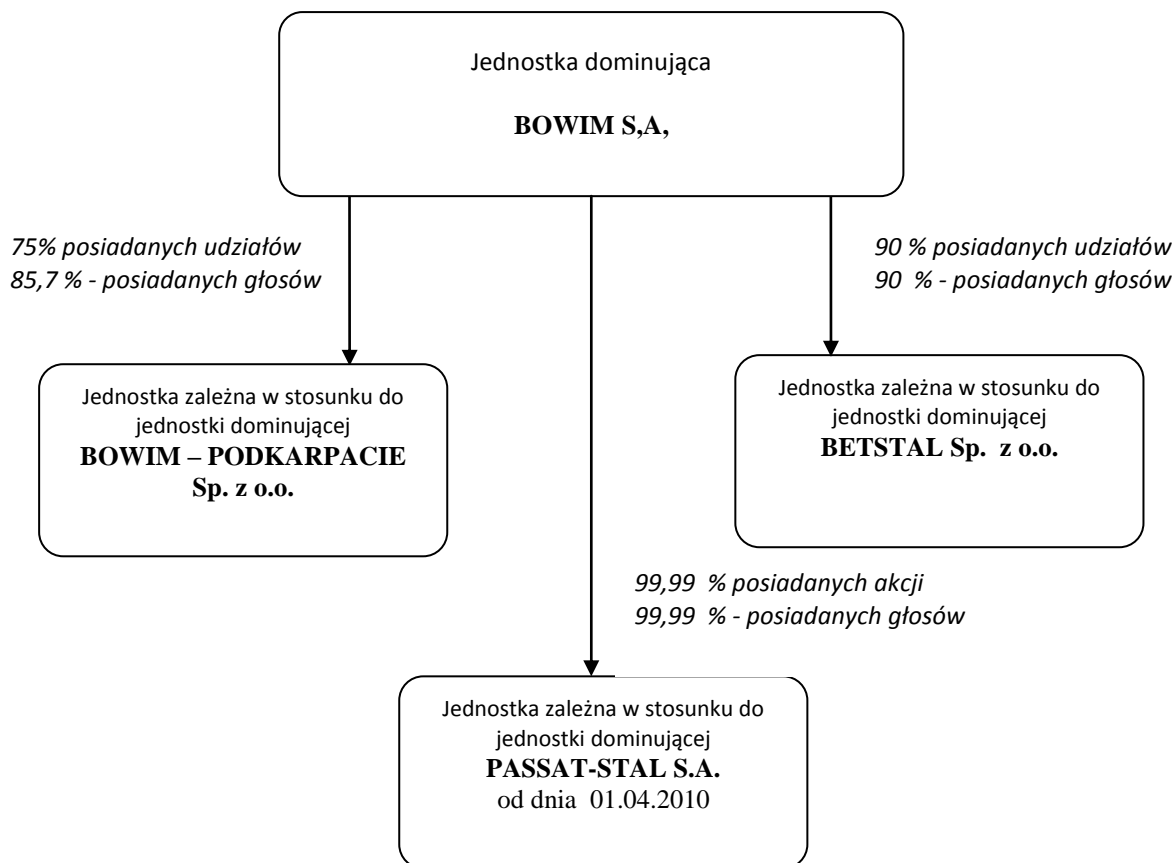 Jednostka dominująca
BOWIM S,A,
75% posiadanych udziałów
85,7 % - posiadanych głosów
90 % posiadanych udziałów
90 % - posiadanych głosów
Jednostka zależna w stosunku do
jednostki dominującej
BOWIM – PODKARPACIE
Sp. z o.o.
Jednostka zależna w stosunku do
jednostki dominującej
BETSTAL Sp. z o.o.
99,99 % posiadanych akcji
99,99 % - posiadanych głosów
Jednostka zależna w stosunku do
jednostki dominującej
PASSAT-STAL S.A.
od dnia 01.04.2010